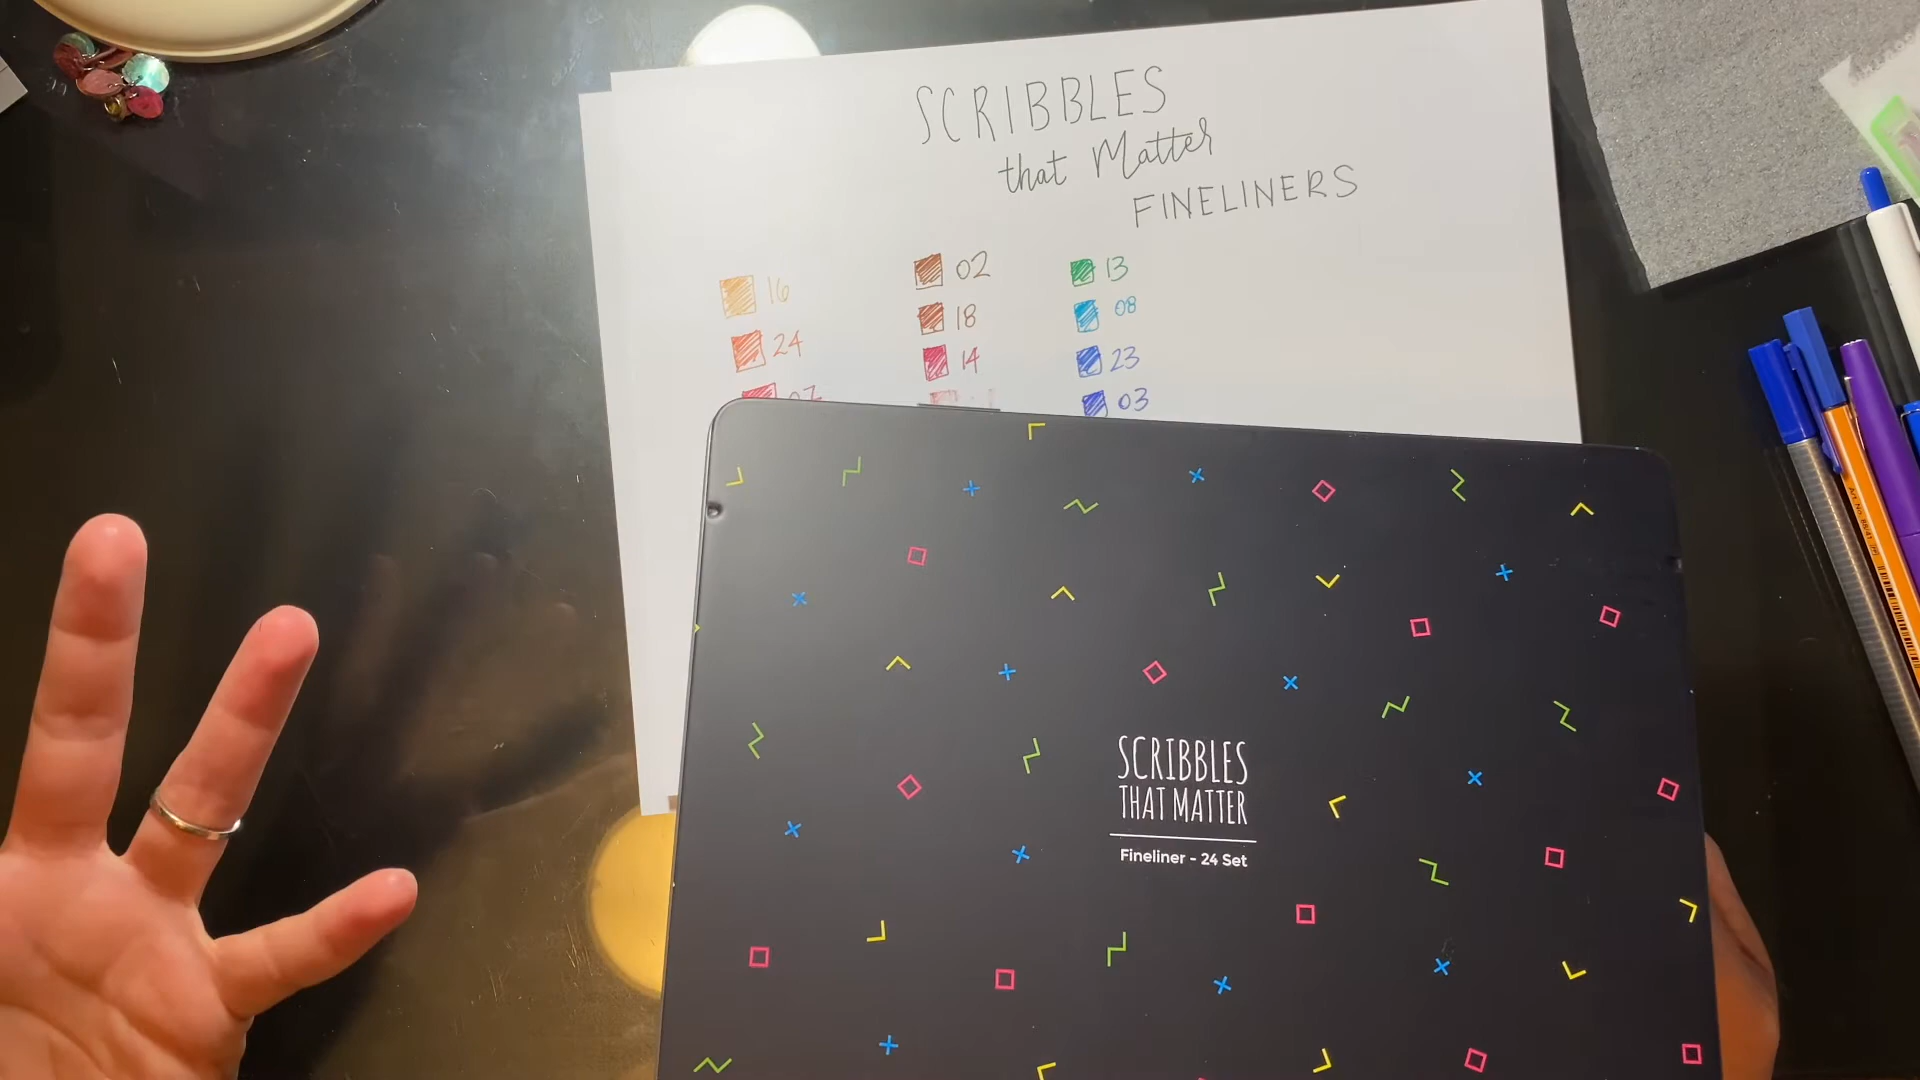 SCRIBBLES
that Matter
FINELINERS
16
24
07
02
18
14
13
08
23
03
SCRIBBLES
THAT MATTER
Fineliner - 24 Set